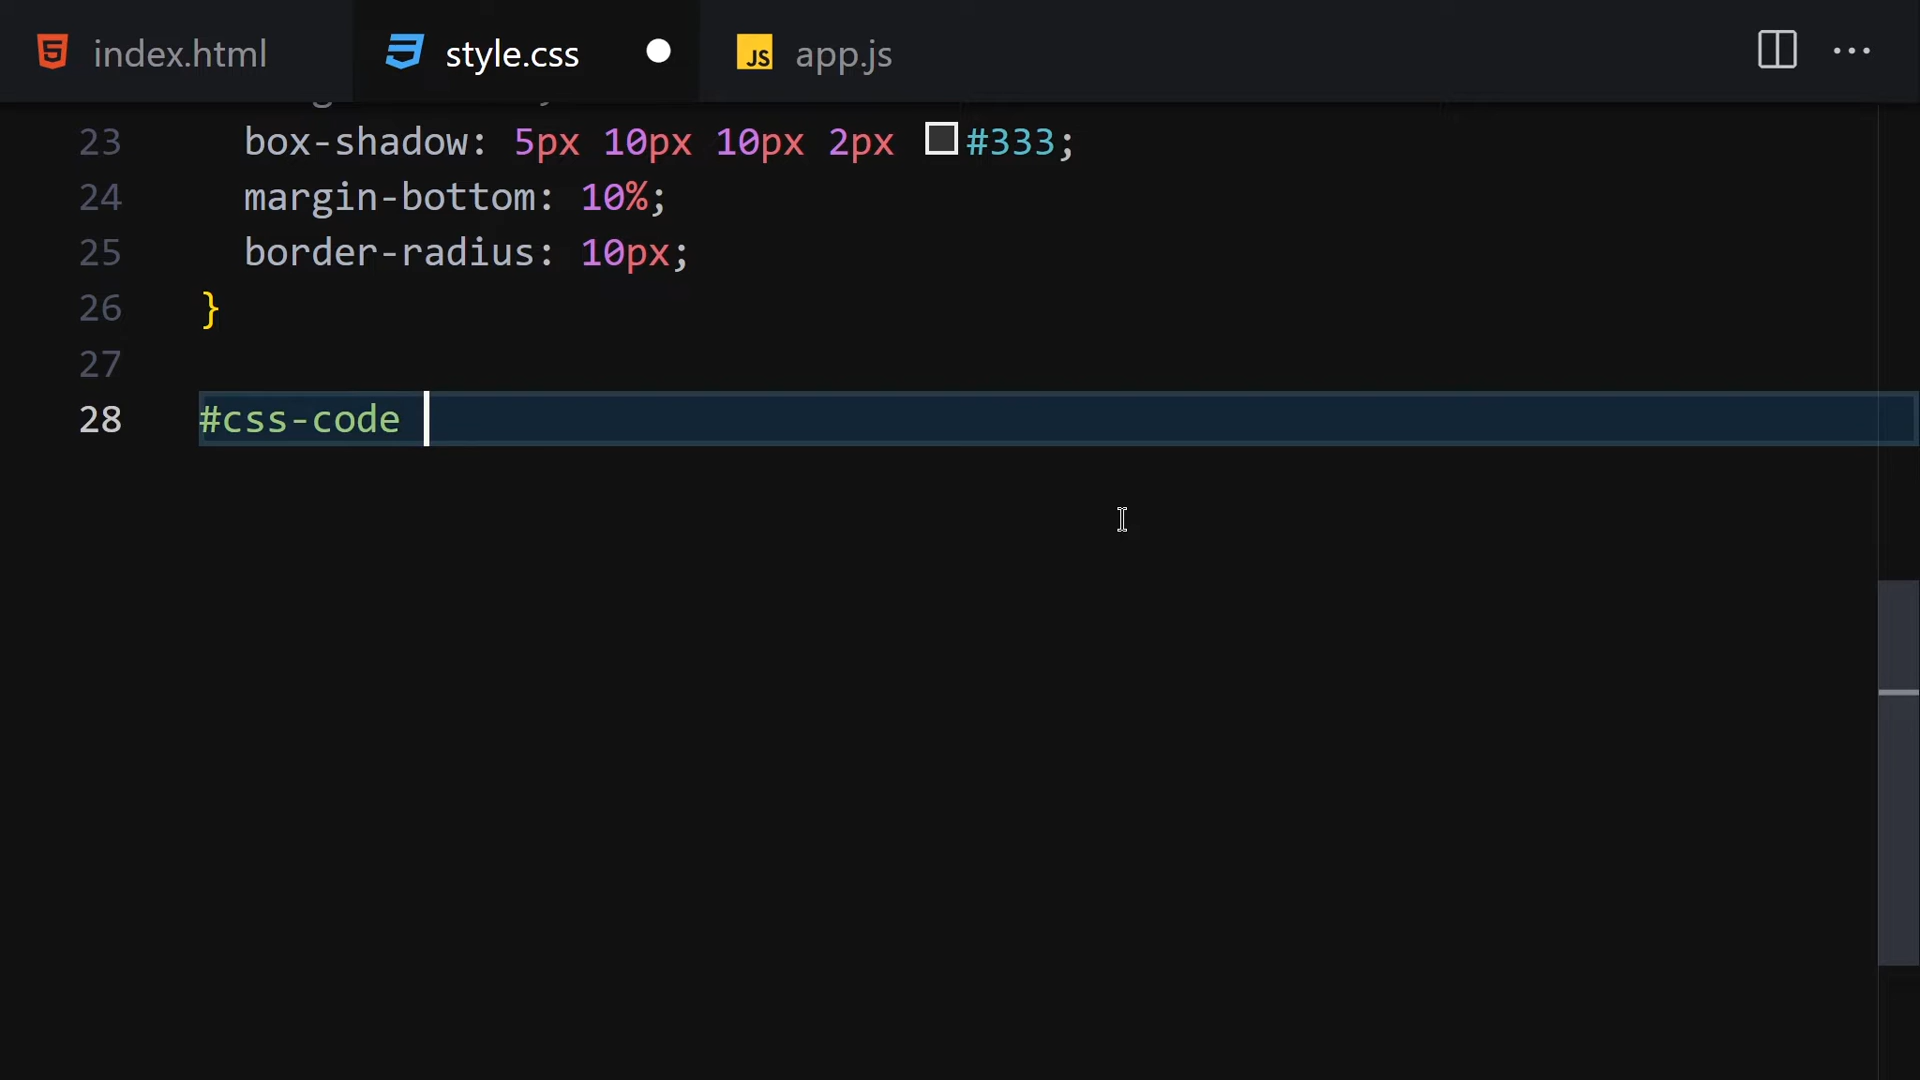 index.html style.css app.js
23 box-shadow: 5px 10px 10px 2px #333;
24 margin-bottom: 10%;
25 border-radius: 10px;
26 }
27
28 #css-code